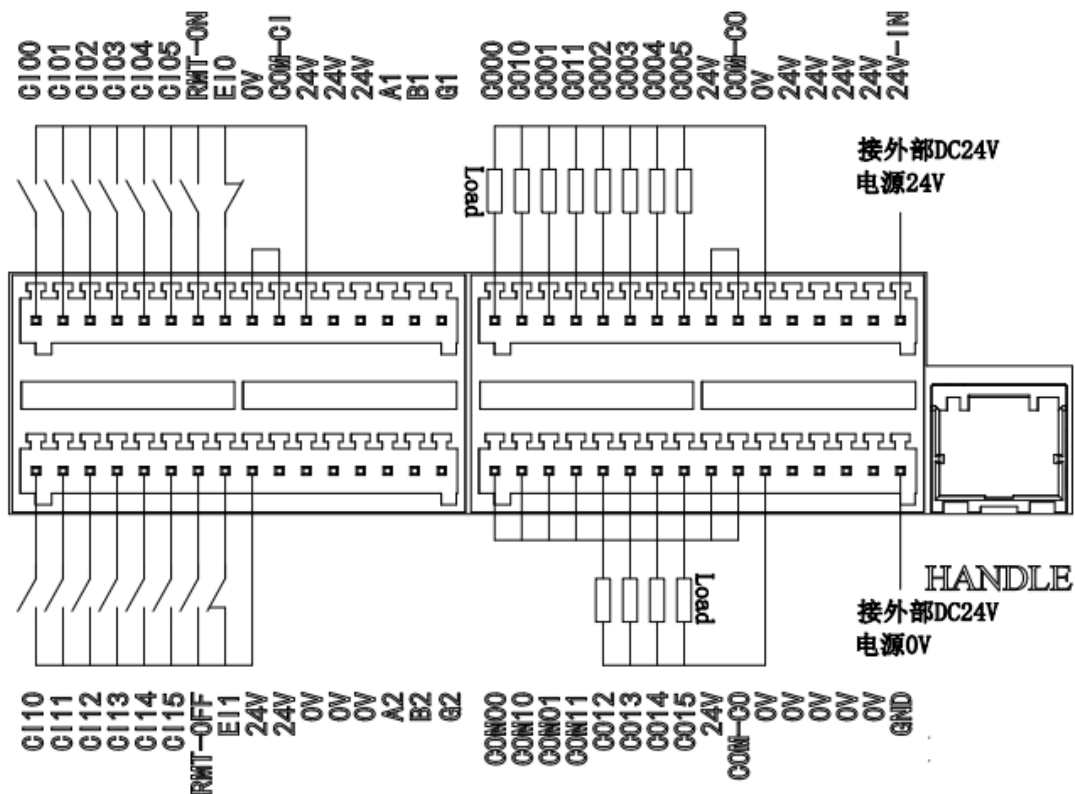 CI00
CI01
CI02
CI03
CI04
CI05
RMT-ON
EI0
0V
COM-CI
24V
24V
24V
A1
B1
G1
CO00
CO10
CO01
CO11
CO02
CO03
CO04
CO05
24V
COM-CO
0V
24V
24V
24V
24V
24V-IN
接外部DC24V
电源24V
Load
HANDLE
接外部DC24V
电源0V
Load
CI10
CI11
CI12
CI13
CI14
CI15
RMT-OFF
EI1
24V
24V
0V
0V
0V
A2
B2
G2
COM00
COM10
COM01
COM11
CO12
CO13
CO14
CO15
24V
COM-CO
0V
0V
0V
0V
0V
GND